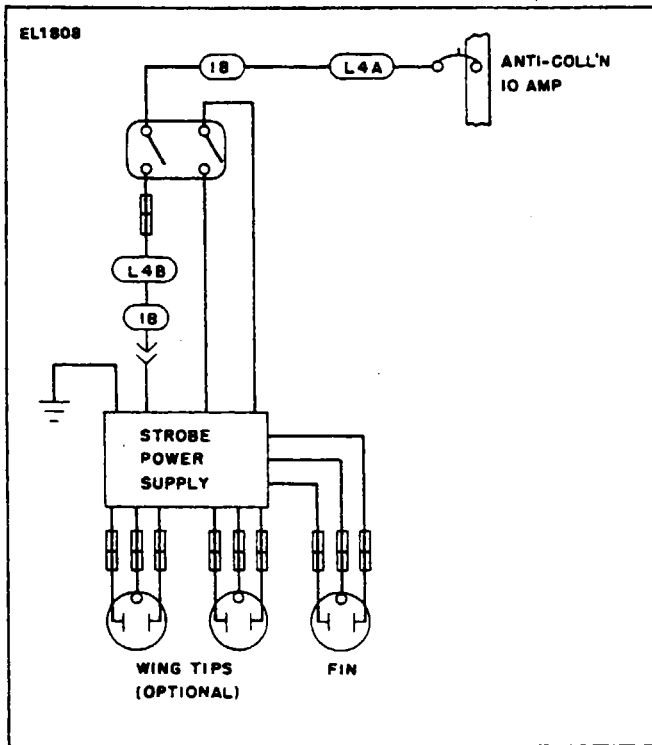 EL1808
18
L4A
ANTI-COLL'N
10 AMP
L4B
18
STROBE
POWER
SUPPLY
WING TIPS
(OPTIONAL)
FIN